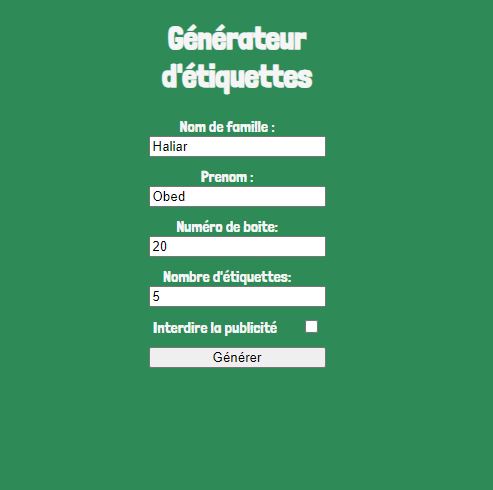 Générateur
d'étiquettes
Nom de famille :
Haliar
Prenom :
Obed
Numéro de boite:
20
Nombre d'étiquettes:
5
Interdire la publicité
Générer